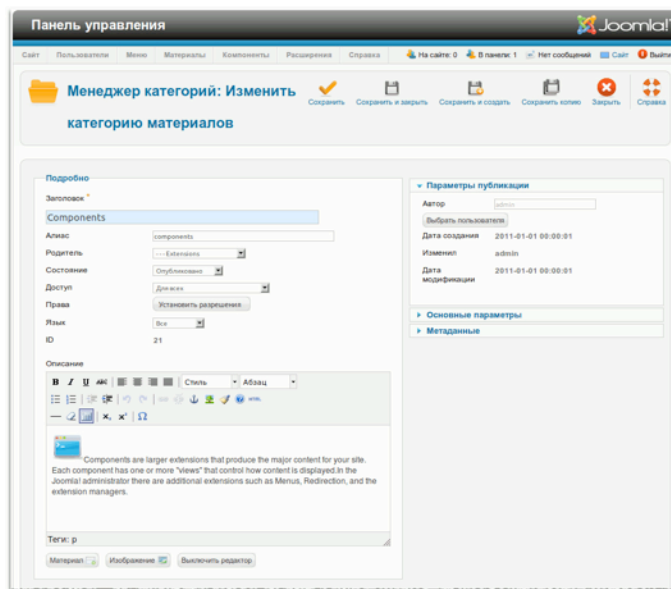 Панель управления
Joomla!
Сайт Пользователи Меню Материалы Компоненты Расширения Справка На сайте: 0 В панели: 1 Нет сообщений Сайт Выйти
Менеджер категорий: Изменить категорию материалов
Сохранить Сохранить и закрыть Сохранить и создать Сохранить копию Закрыть Справка
Подробно
Заголовок *
Components
Алиас components
Родитель --- Extensions
Состояние Опубликовано
Доступ Для всех
Права Установить разрешения
Язык Все
ID 21
Описание
B I U ABC Стиль Абзац
HTML
x, x' Ω
Components are larger extensions that produce the major content for your site.
Each component has one or more "views" that control how content is displayed.In the
Joomla! administrator there are additional extensions such as Menus, Redirection, and the
extension managers.
Теги: p
Материал Изображение Выключить редактор
Параметры публикации
Автор admin
Выбрать пользователя
Дата создания 2011-01-01 00:00:01
Изменил admin
Дата модификации 2011-01-01 00:00:01
Основные параметры
Метаданные